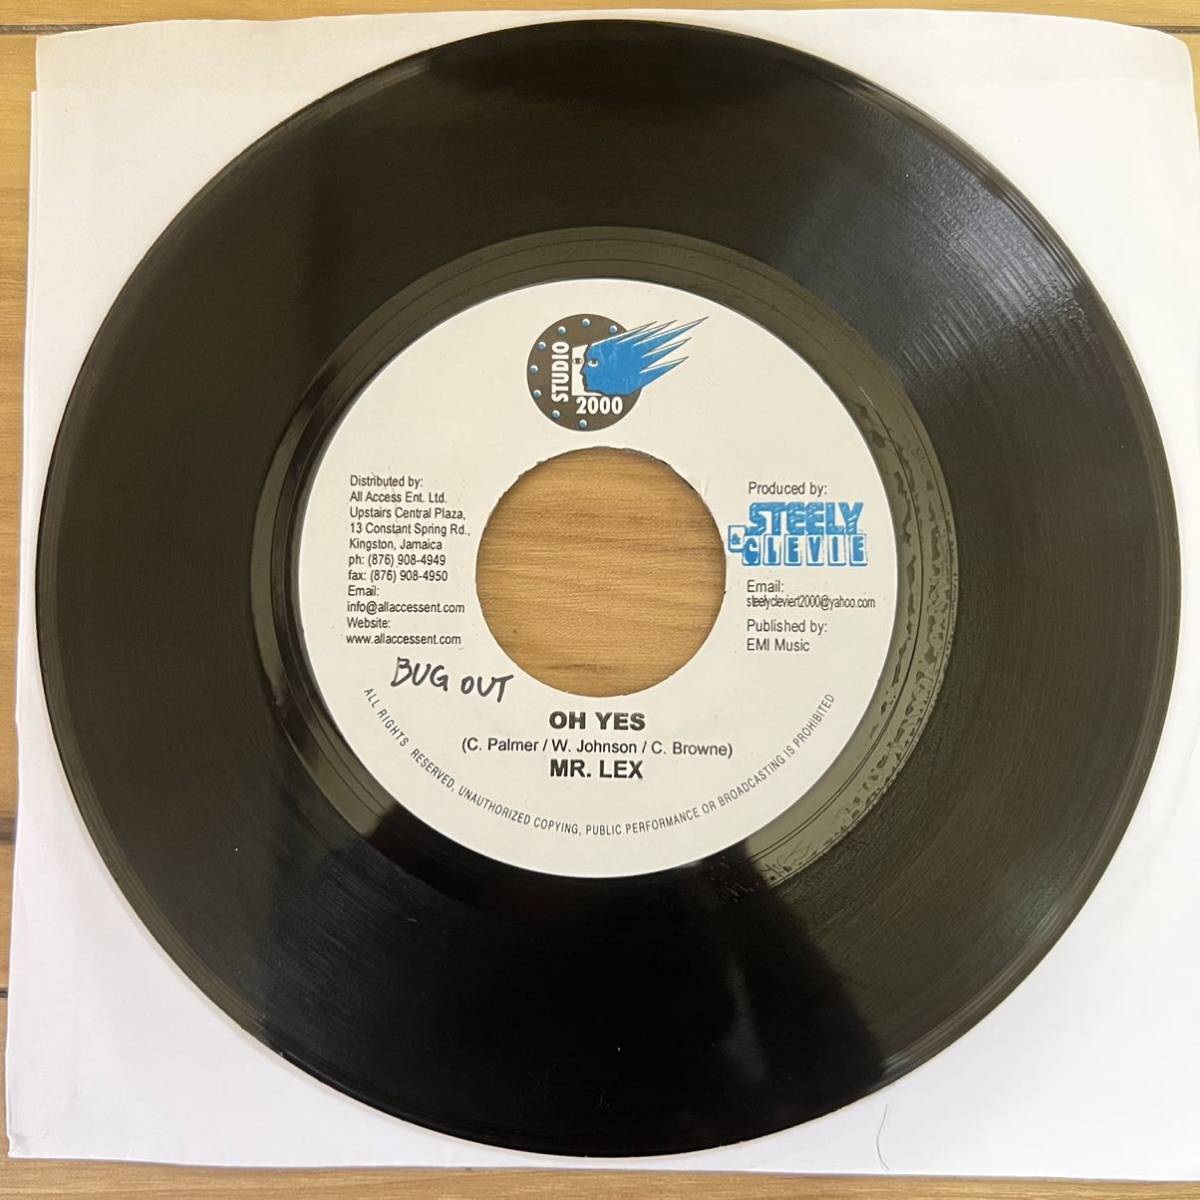 STUDIO
2000
Distributed by:
All Access Ent. Ltd.
Upstairs Central Plaza,
13 Constant Spring Rd.,
Kingston, Jamaica
ph: (876) 908-4949
fax: (876) 908-4950
Email:
info@allaccessent.com
Website:
www.allaccessent.com
Produced by:
STEELY
& CLEVIE
Email:
steelycleviert2000@yahoo.com
Published by:
EMI Music
BUG OUT
OH YES
(C. Palmer / W. Johnson / C. Browne)
MR. LEX
ALL RIGHTS RESERVED, UNAUTHORIZED COPYING, PUBLIC PERFORMANCE OR BROADCASTING IS PROHIBITED